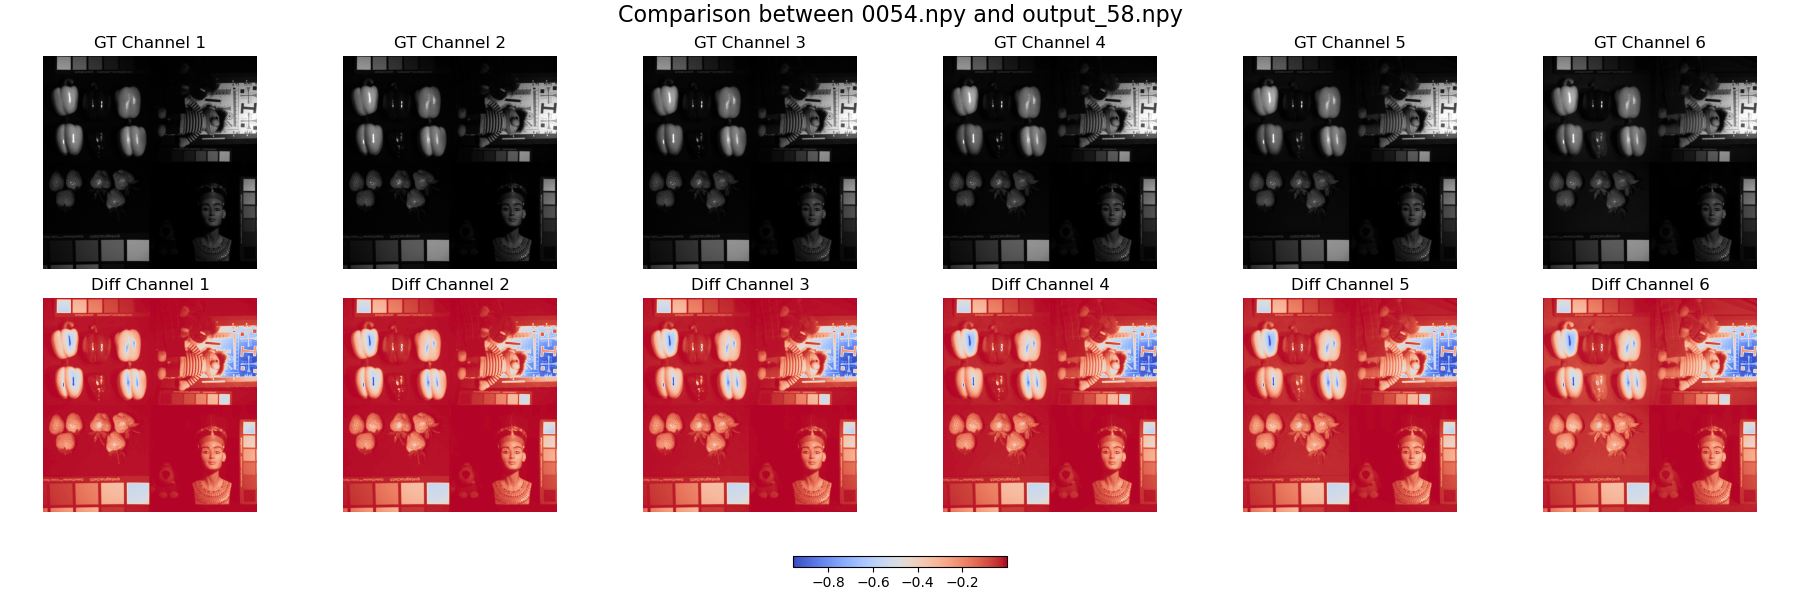 Comparison between 0054.npy and output_58.npy
GT Channel 1
GT Channel 2
GT Channel 3
GT Channel 4
GT Channel 5
GT Channel 6
Diff Channel 1
Diff Channel 2
Diff Channel 3
Diff Channel 4
Diff Channel 5
Diff Channel 6
−0.8 −0.6 −0.4 −0.2